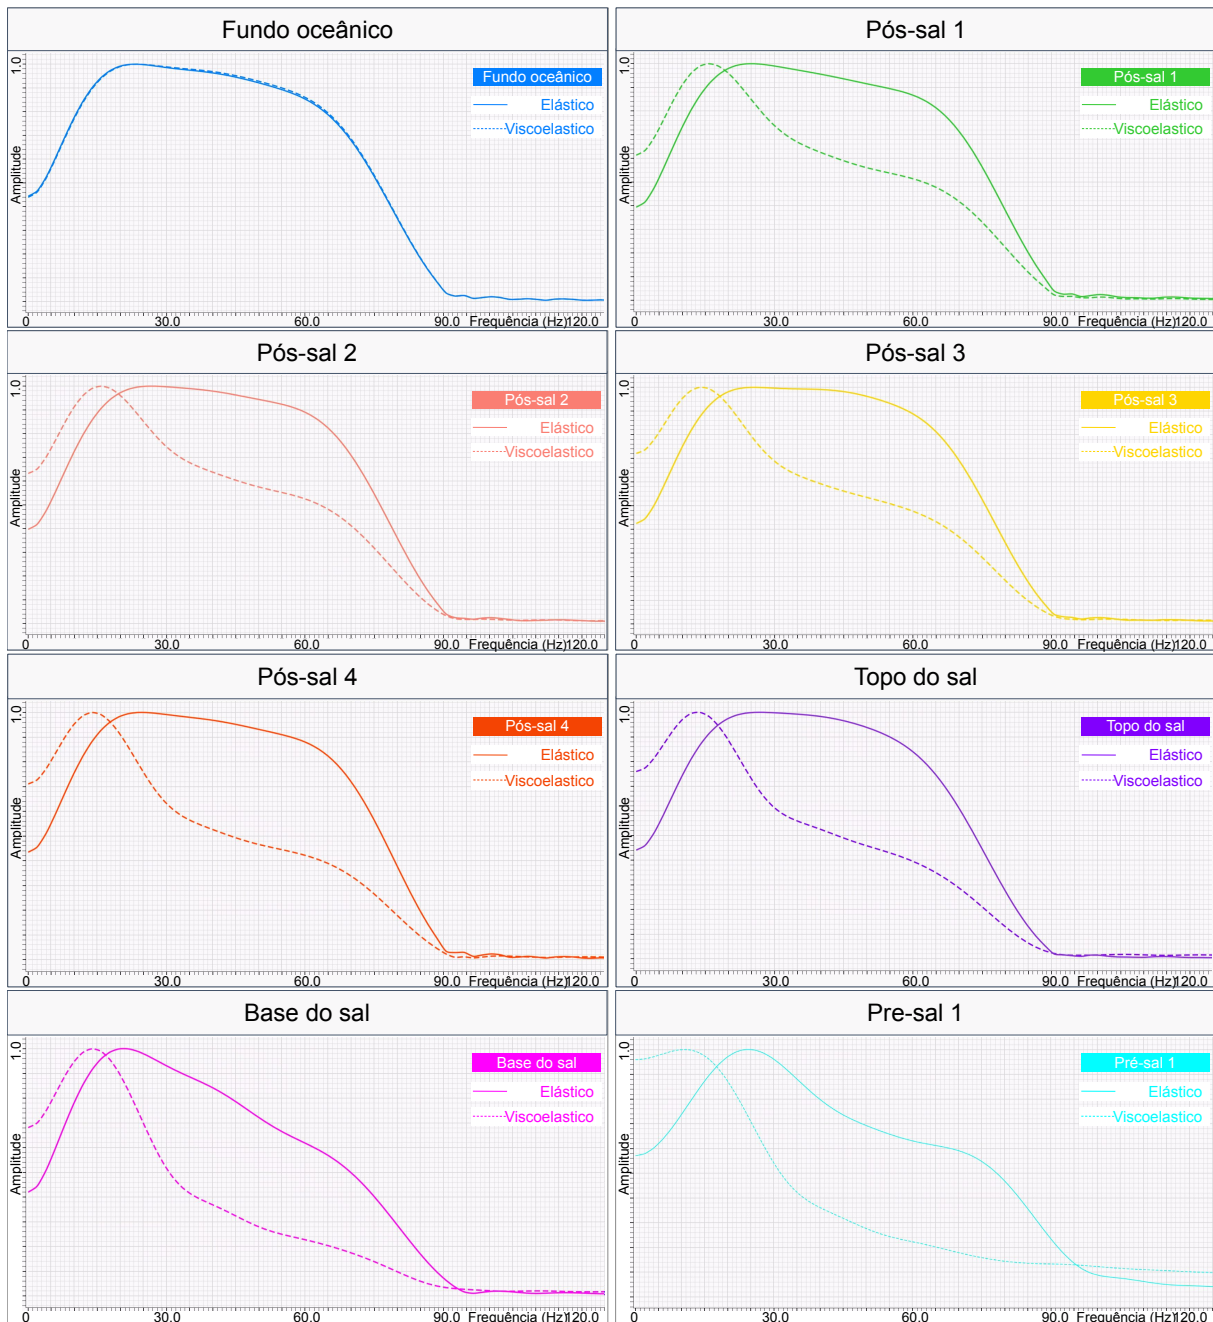 Fundo oceânico
1.0
Amplitude
Fundo oceânico
Elástico
Viscoelastico
0 30.0 60.0 90.0 Frequência (Hz) 120.0
Pós-sal 1
1.0
Amplitude
Pós-sal 1
Elástico
Viscoelastico
0 30.0 60.0 90.0 Frequência (Hz) 120.0
Pós-sal 2
1.0
Amplitude
Pós-sal 2
Elástico
Viscoelastico
0 30.0 60.0 90.0 Frequência (Hz) 120.0
Pós-sal 3
1.0
Amplitude
Pós-sal 3
Elástico
Viscoelastico
0 30.0 60.0 90.0 Frequência (Hz) 120.0
Pós-sal 4
1.0
Amplitude
Pós-sal 4
Elástico
Viscoelastico
0 30.0 60.0 90.0 Frequência (Hz) 120.0
Topo do sal
1.0
Amplitude
Topo do sal
Elástico
Viscoelastico
0 30.0 60.0 90.0 Frequência (Hz) 120.0
Base do sal
1.0
Amplitude
Base do sal
Elástico
Viscoelastico
0 30.0 60.0 90.0 Frequência (Hz) 120.0
Pre-sal 1
1.0
Amplitude
Pré-sal 1
Elástico
Viscoelastico
0 30.0 60.0 90.0 Frequência (Hz) 120.0